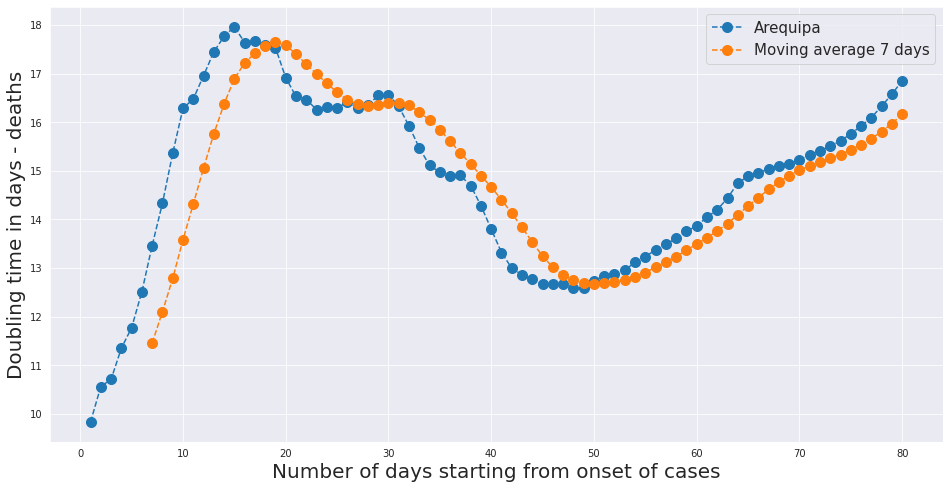 Arequipa
Moving average 7 days
Doubling time in days - deaths
18
17
16
15
14
13
12
11
10
0 10 20 30 40 50 60 70 80
Number of days starting from onset of cases